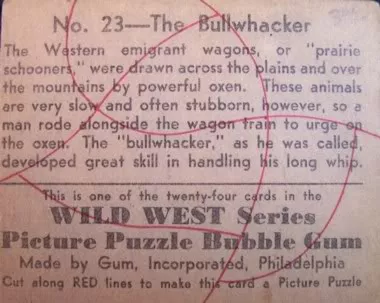 No. 23—The Bullwhacker
The Western emigrant wagons, or "prairie
schooners," were drawn across the plains and over
the mountains by powerful oxen. These animals
are very slow and often stubborn, however, so a
man rode alongside the wagon train to urge on
the oxen. The "bullwhacker," as he was called,
developed great skill in handling his long whip.
This is one of the twenty-four cards in the
WILD WEST Series
Picture Puzzle Bubble Gum
Made by Gum, Incorporated, Philadelphia
Cut along RED lines to make this card a Picture Puzzle